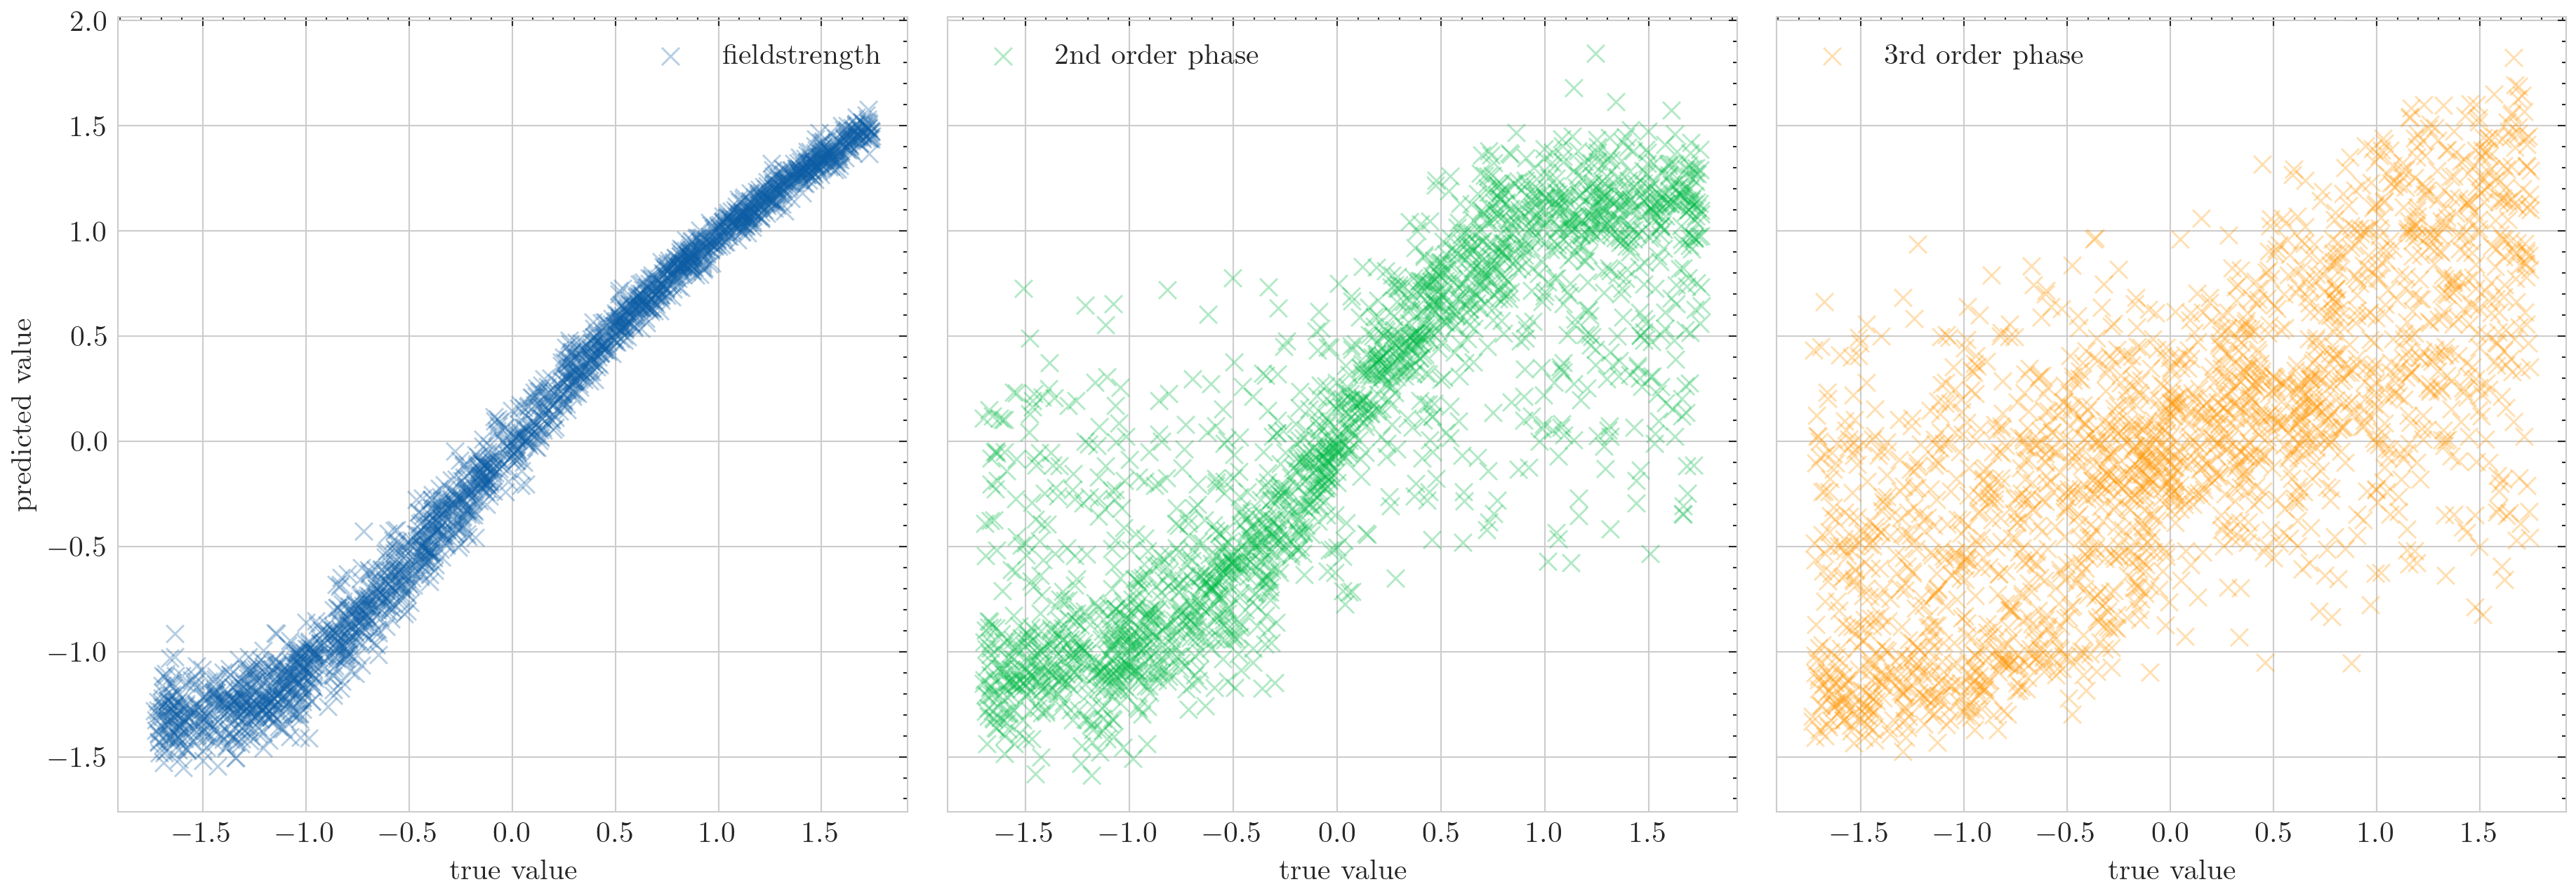 fieldstrength
2nd order phase
3rd order phase
2.0
1.5
1.0
0.5
0.0
−0.5
−1.0
−1.5
predicted value
−1.5 −1.0 −0.5 0.0 0.5 1.0 1.5
−1.5 −1.0 −0.5 0.0 0.5 1.0 1.5
−1.5 −1.0 −0.5 0.0 0.5 1.0 1.5
true value
true value
true value